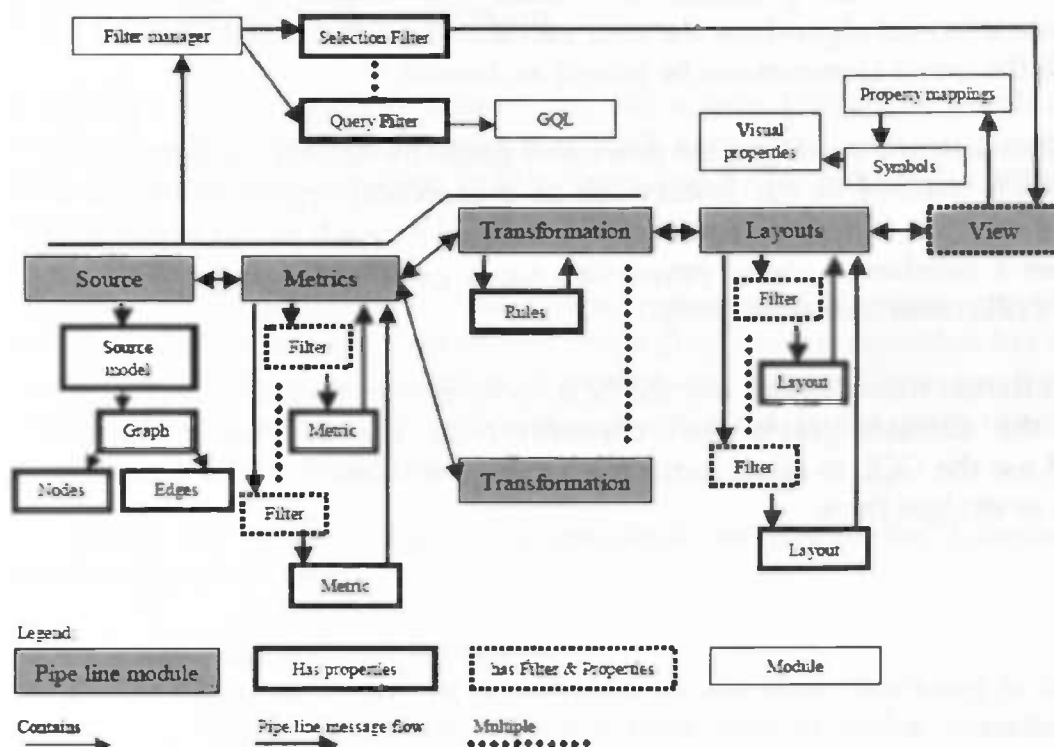 Filter manager
Selection Filter
Query Filter
GQL
Property mappings
Visual
properties
Symbols
Source
Metrics
Transformation
Layouts
View
Source
model
Graph
Nodes
Edges
Filter
Metric
Filter
Metric
Rules
Transformation
Filter
Layout
Filter
Layout
Legend
Pipe line module
Has properties
has Filter & Properties
Module
Contains
Pipe line message flow
Multiple